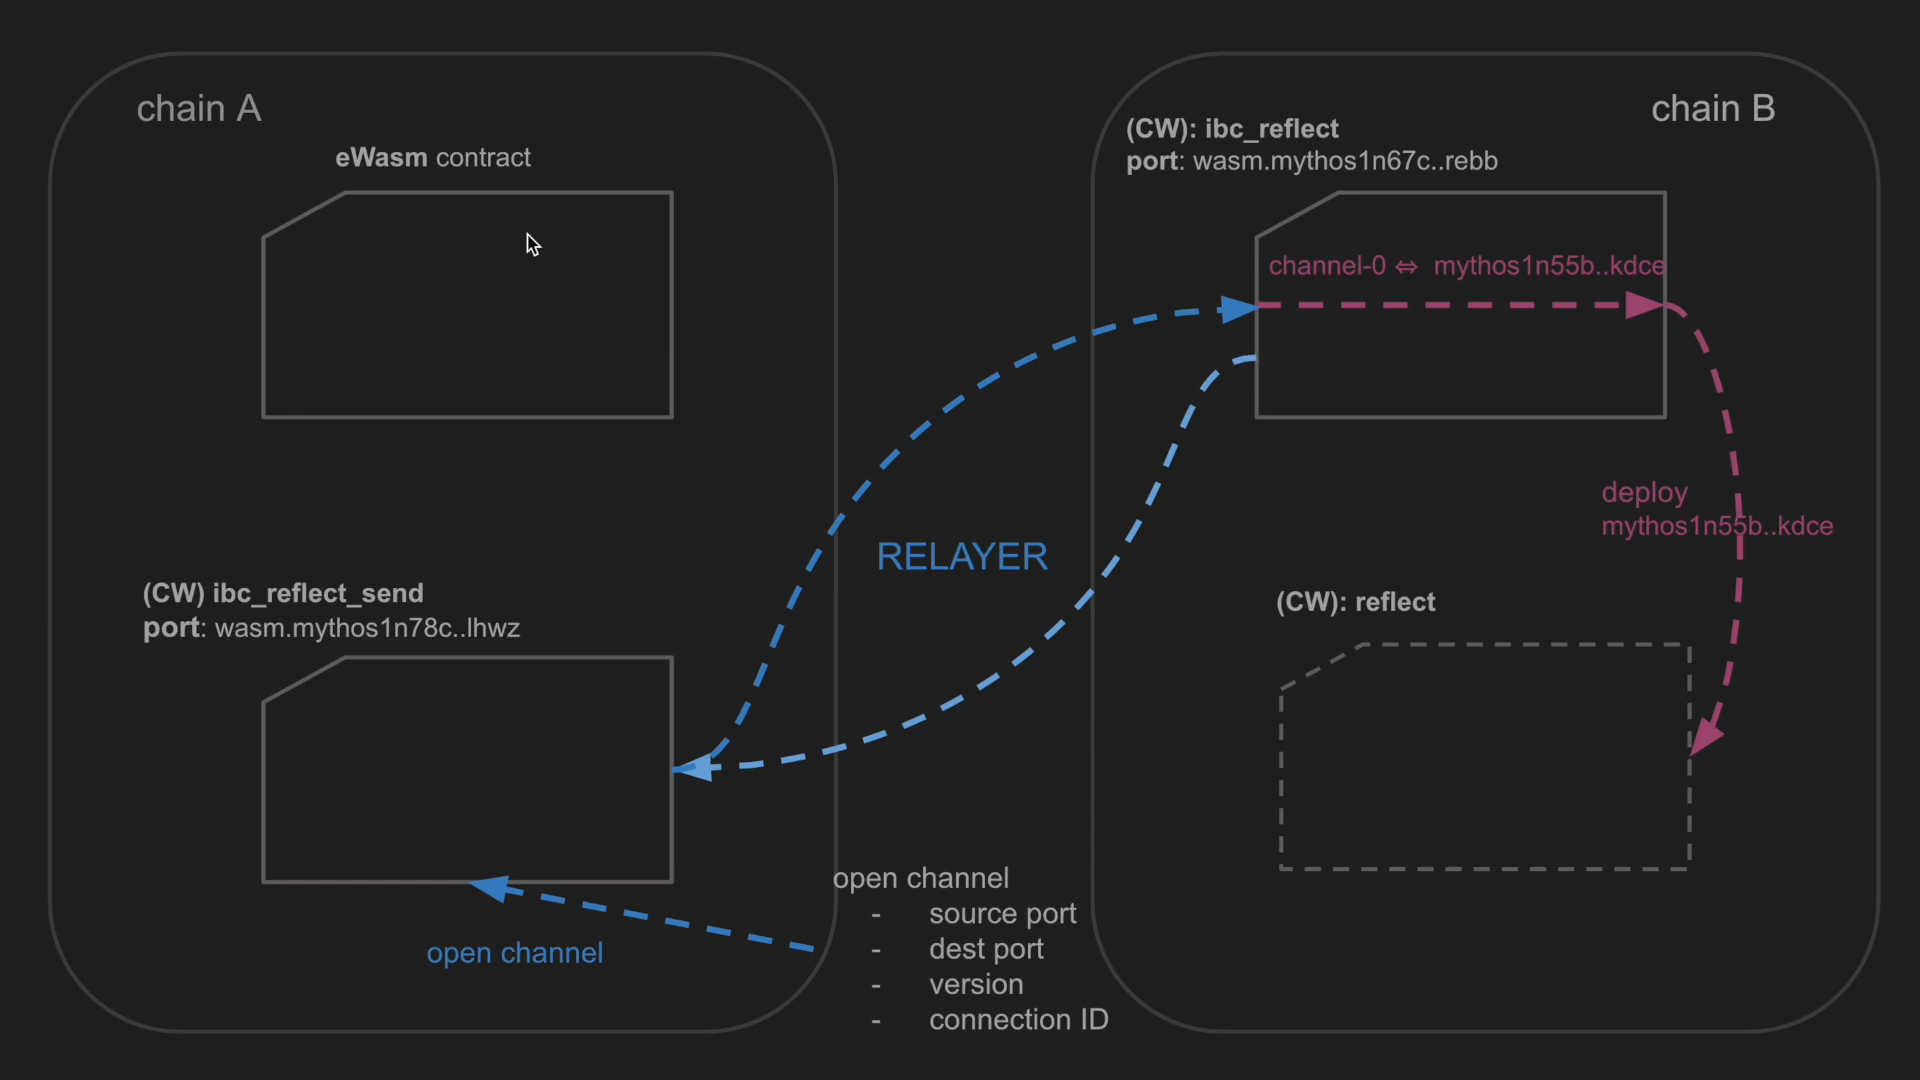 chain A
eWasm contract
(CW) ibc_reflect_send
port: wasm.mythos1n78c..lhwz
open channel
RELAYER
open channel
- source port
- dest port
- version
- connection ID
chain B
(CW): ibc_reflect
port: wasm.mythos1n67c..rebb
channel-0 ⇔ mythos1n55b..kdce
deploy
mythos1n55b..kdce
(CW): reflect